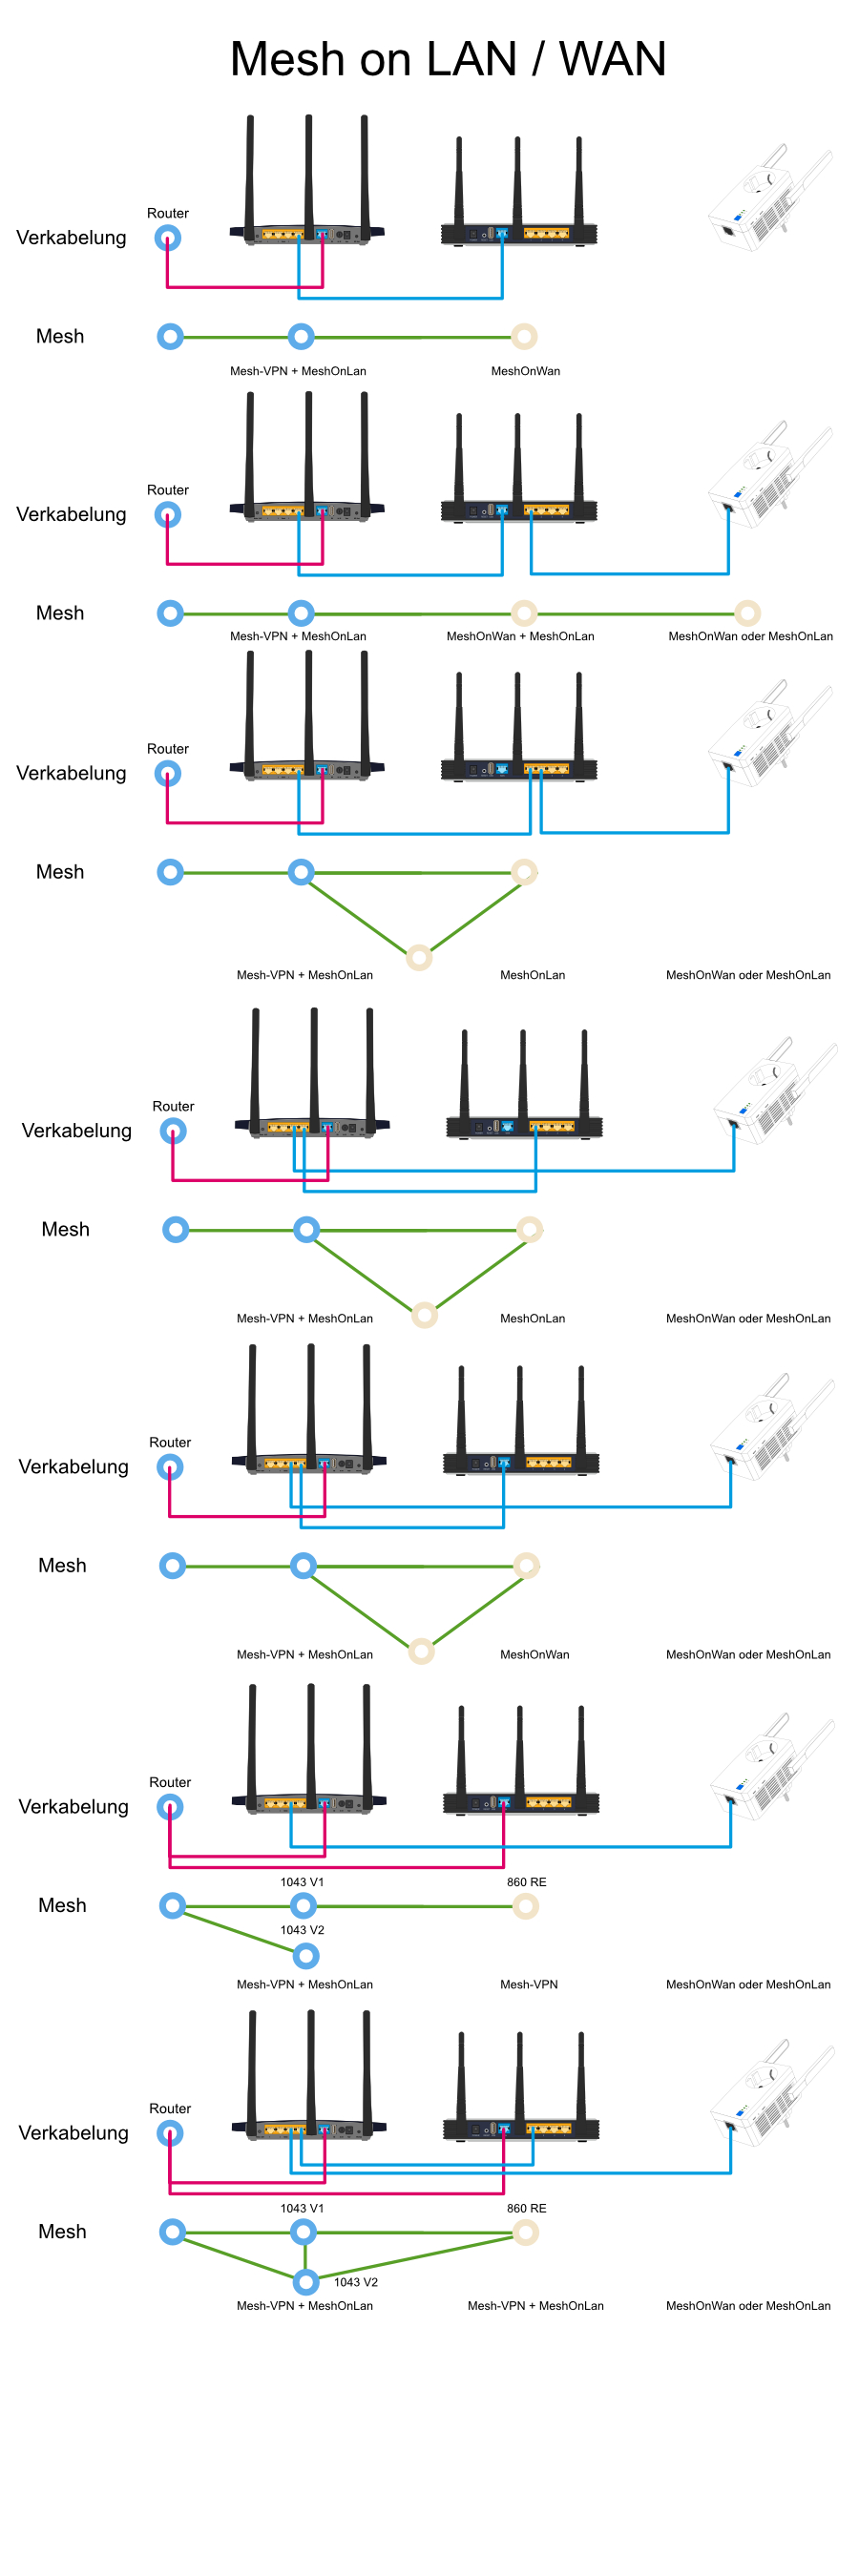 Mesh on LAN / WAN
Router
Verkabelung
Mesh
Mesh-VPN + MeshOnLan MeshOnWan
Router
Verkabelung
Mesh
Mesh-VPN + MeshOnLan MeshOnWan + MeshOnLan MeshOnWan oder MeshOnLan
Router
Verkabelung
Mesh
Mesh-VPN + MeshOnLan MeshOnLan MeshOnWan oder MeshOnLan
Router
Verkabelung
Mesh
Mesh-VPN + MeshOnLan MeshOnLan MeshOnWan oder MeshOnLan
Router
Verkabelung
Mesh
Mesh-VPN + MeshOnLan MeshOnWan MeshOnWan oder MeshOnLan
Router
Verkabelung
1043 V1 860 RE
Mesh
1043 V2
Mesh-VPN + MeshOnLan Mesh-VPN MeshOnWan oder MeshOnLan
Router
Verkabelung
1043 V1 860 RE
Mesh
1043 V2
Mesh-VPN + MeshOnLan Mesh-VPN + MeshOnLan MeshOnWan oder MeshOnLan